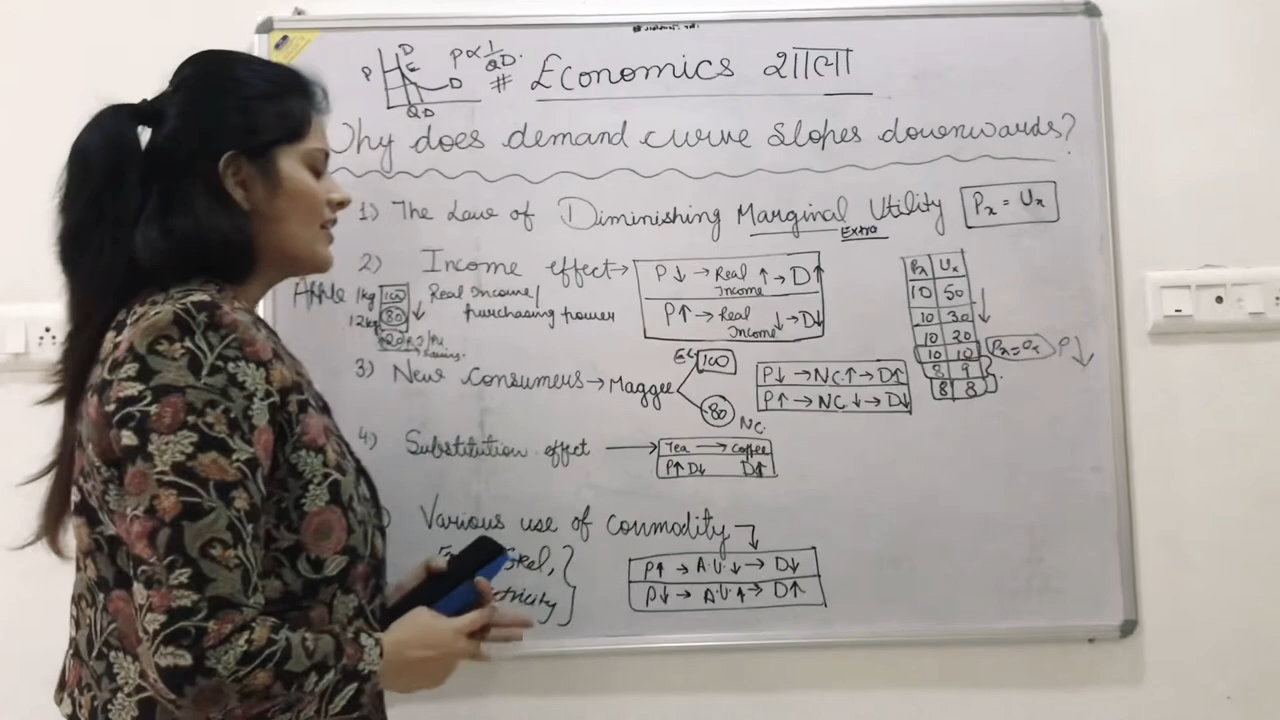 P D E D QD
P ∝ 1/QD.
# Economics शाला
Why does demand curve slopes downwards?
1) The Law of Diminishing Marginal Utility Px = Ux
Extra
2) Income effect → P↓ → Real Income ↑ → D↑
P↑ → Real Income ↓ → D↓
Real Income/
purchasing power
Apple 1kg 100
12kg 80
Saving.
Px Ux
10 50
10 30
10 20
10 10
8 9
8 8
P↓
3) New Consumers → Maggee 100
80 NC.
P↓ → NC↑ → D↑
P↑ → NC↓ → D↓
4) Substitution effect → Tea → Coffee
P↑ D↓ D↑
Various use of commodity
P↑ → A.U.↓ → D↓
P↓ → A.U.↑ → D↑